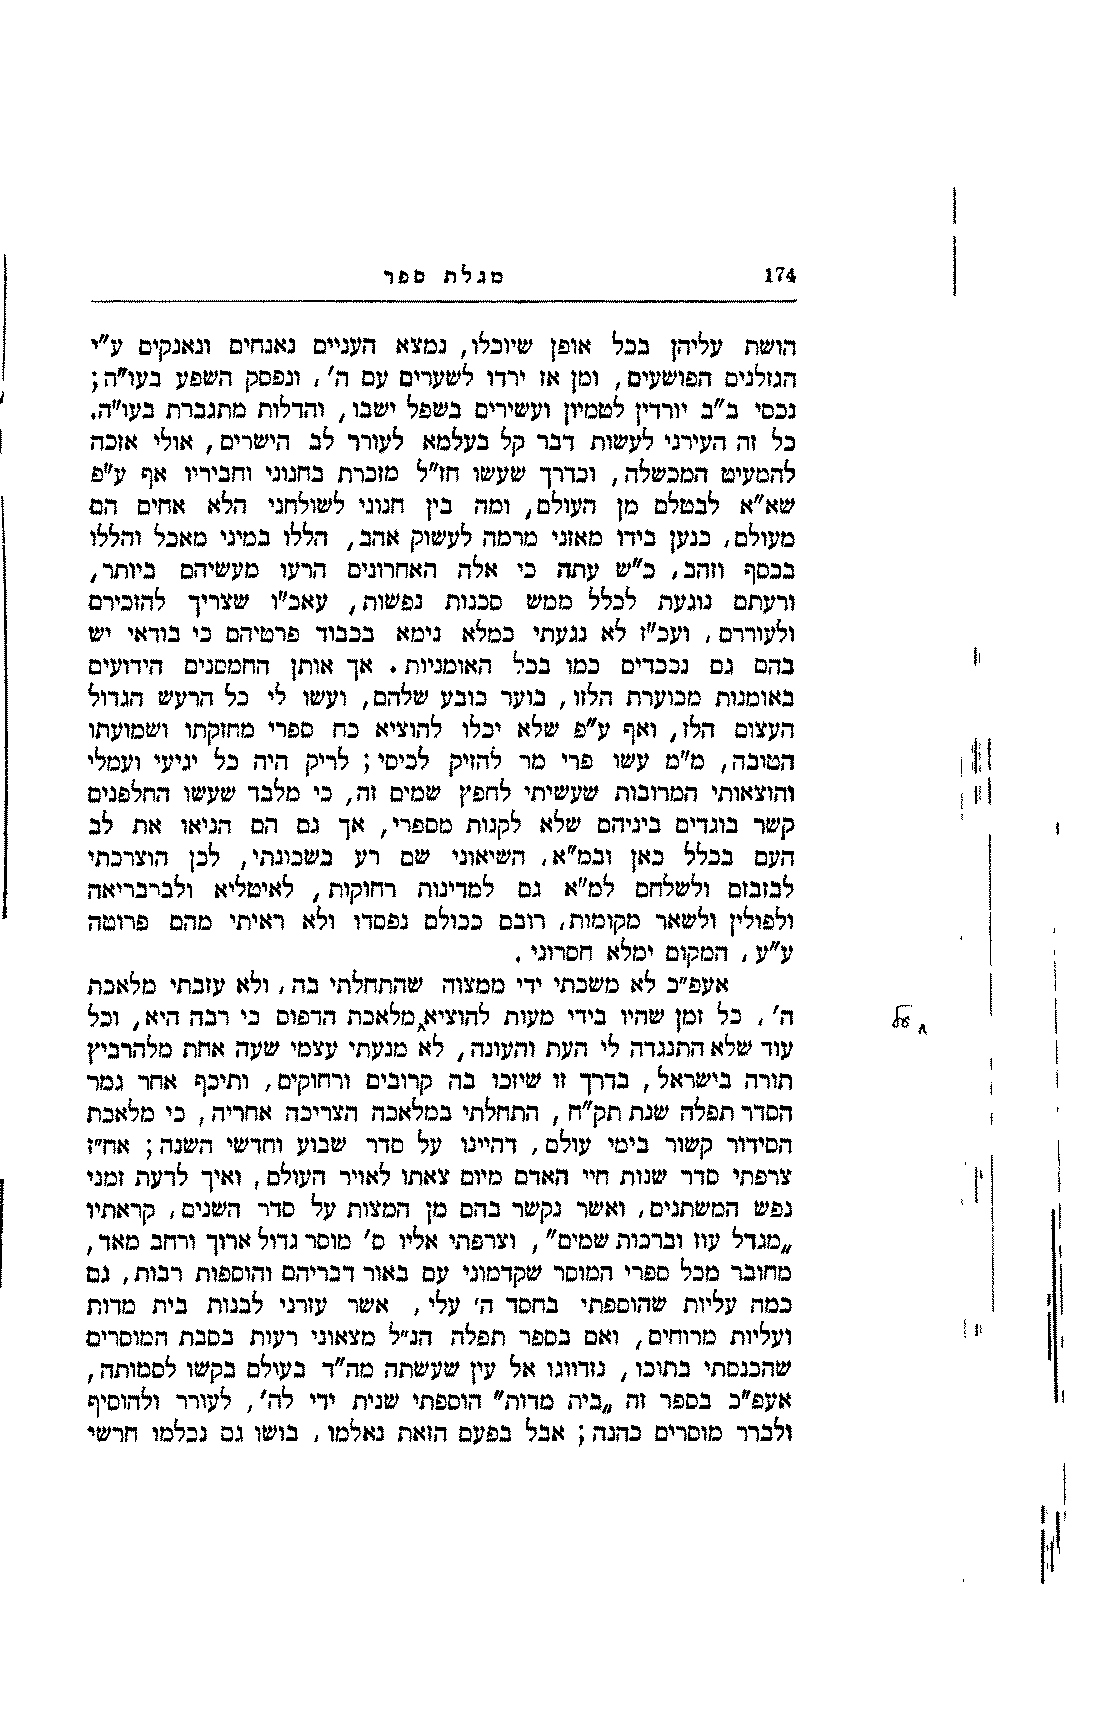 174
מגלת ספר
הושת עליהן בכל אופן שיוכלו, נמצא העניים נאנחים ונאנקים ע"י
הגזלנים הפושעים, ומן אז ירדו לשערים עם ה', ונפסק השפע בעו"ה;
נכסי ב"ב יורדין לטמיון ועשירים בשפל ישבו, והדלות מתגברת בעו"ה.
כל זה העירני לעשות דבר קל בעלמא לעורר לב הישרים, אולי אזכה
להמעיט המכשלה, וכדרך שעשו חז"ל מזכרת בחנוני וחביריו אף ע"פ
שא"א לבטלם מן העולם, ומה בין חנוני לשולחני הלא אחים הם
מעולם, כנען בידו מאזני מרמה לעשוק אהב, הללו במיני מאכל והללו
בכסף וזהב, כ"ש עתה כי אלה האחרונים הרעו מעשיהם ביותר,
ורעתם נוגעת לכלל ממש סכנות נפשות, עאכ"ו שצריך להזכירם
ולעוררם, ועכ"ז לא נגעתי כמלא נימא בכבוד פרטיהם כי בודאי יש
בהם גם נכבדים כמו בכל האומניות. אך אותן החמסנים הידועים
באומנות מכוערת הלזו, בוער כובע שלהם, ועשו לי כל הרעש הגדול
העצום הלז, ואף ע"פ שלא יכלו להוציא כח ספרי מחזקתו ושמועתו
הטובה, מ"מ עשו פרי מר להזיק לכיסי; לריק היה כל יגיעי ועמלי
והוצאותי המרובות שעשיתי לחפץ שמים זה, כי מלבד שעשו החלפנים
קשר בוגדים ביניהם שלא לקנות מספרי, אך גם הם הניאו את לב
העם בכלל כאן ובמ"א, השיאוני שם רע בשכונתי, לכן הוצרכתי
לבזבזם ולשלחם למ"א גם למדינות רחוקות, לאיטליא ולברבריאה
ולפולין ולשאר מקומות, רובם ככולם נפסדו ולא ראיתי מהם פרוטה
ע"ע, המקום ימלא חסרוני.
אעפ"כ לא משכתי ידי ממצוה שהתחלתי בה, ולא עזבתי מלאכת
ה', כל זמן שהיו בידי מעות להוציא מלאכת הדפוס כי רבה היא, וכל
עוד שלא התנגדה לי העת והעונה, לא מנעתי עצמי שעה אחת מלהרביץ
תורה בישראל, בדרך זו שיזכו בה קרובים ורחוקים, ותיכף אחר גמר
הסדר תפלה שנת תק"ח, התחלתי במלאכה הצריכה אחריה, כי מלאכת
הסידור קשור בימי עולם, דהיינו על סדר שבוע וחדשי השנה; אח"ז
צרפתי סדר שנות חיי האדם מיום צאתו לאויר העולם, ואיך לרעת זמני
נפש המשתנים, ואשר נקשר בהם מן המצות על סדר השנים, קראתיו
„מגדל עוז וברכות שמים", וצרפתי אליו ס' מוסר גדול ארוך ורחב מאד,
מחובר מכל ספרי המוסר שקדמוני עם באור דבריהם והוספות רבות, גם
כמה עליות שהוספתי בחסד ה' עלי, אשר עזרני לבנות בית מדות
ועליות מרוחים, ואם בספר תפלה הנ"ל מצאוני רעות בסבת המוסרים
שהכנסתי בתוכו, נזדווגו אל עין שעשתה מה"ד בעולם בקשו לסמותה,
אעפ"כ בספר זה „בית מדות" הוספתי שנית ידי לה', לעורר ולהוסיף
ולברר מוסרים כהנה; אבל בפעם הזאת נאלמו, בושו גם נכלמו חרשי